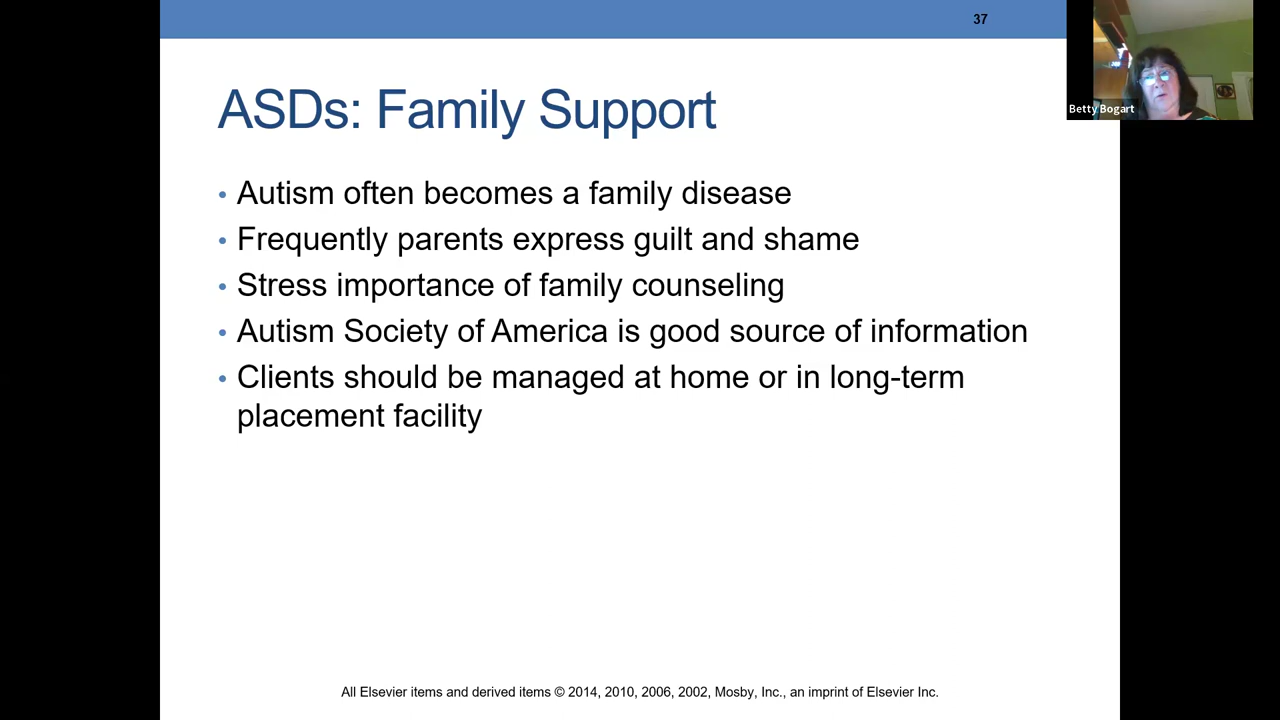 37
Betty Bogart
ASDs: Family Support
• Autism often becomes a family disease
• Frequently parents express guilt and shame
• Stress importance of family counseling
• Autism Society of America is good source of information
• Clients should be managed at home or in long-term
placement facility
All Elsevier items and derived items © 2014, 2010, 2006, 2002, Mosby, Inc., an imprint of Elsevier Inc.